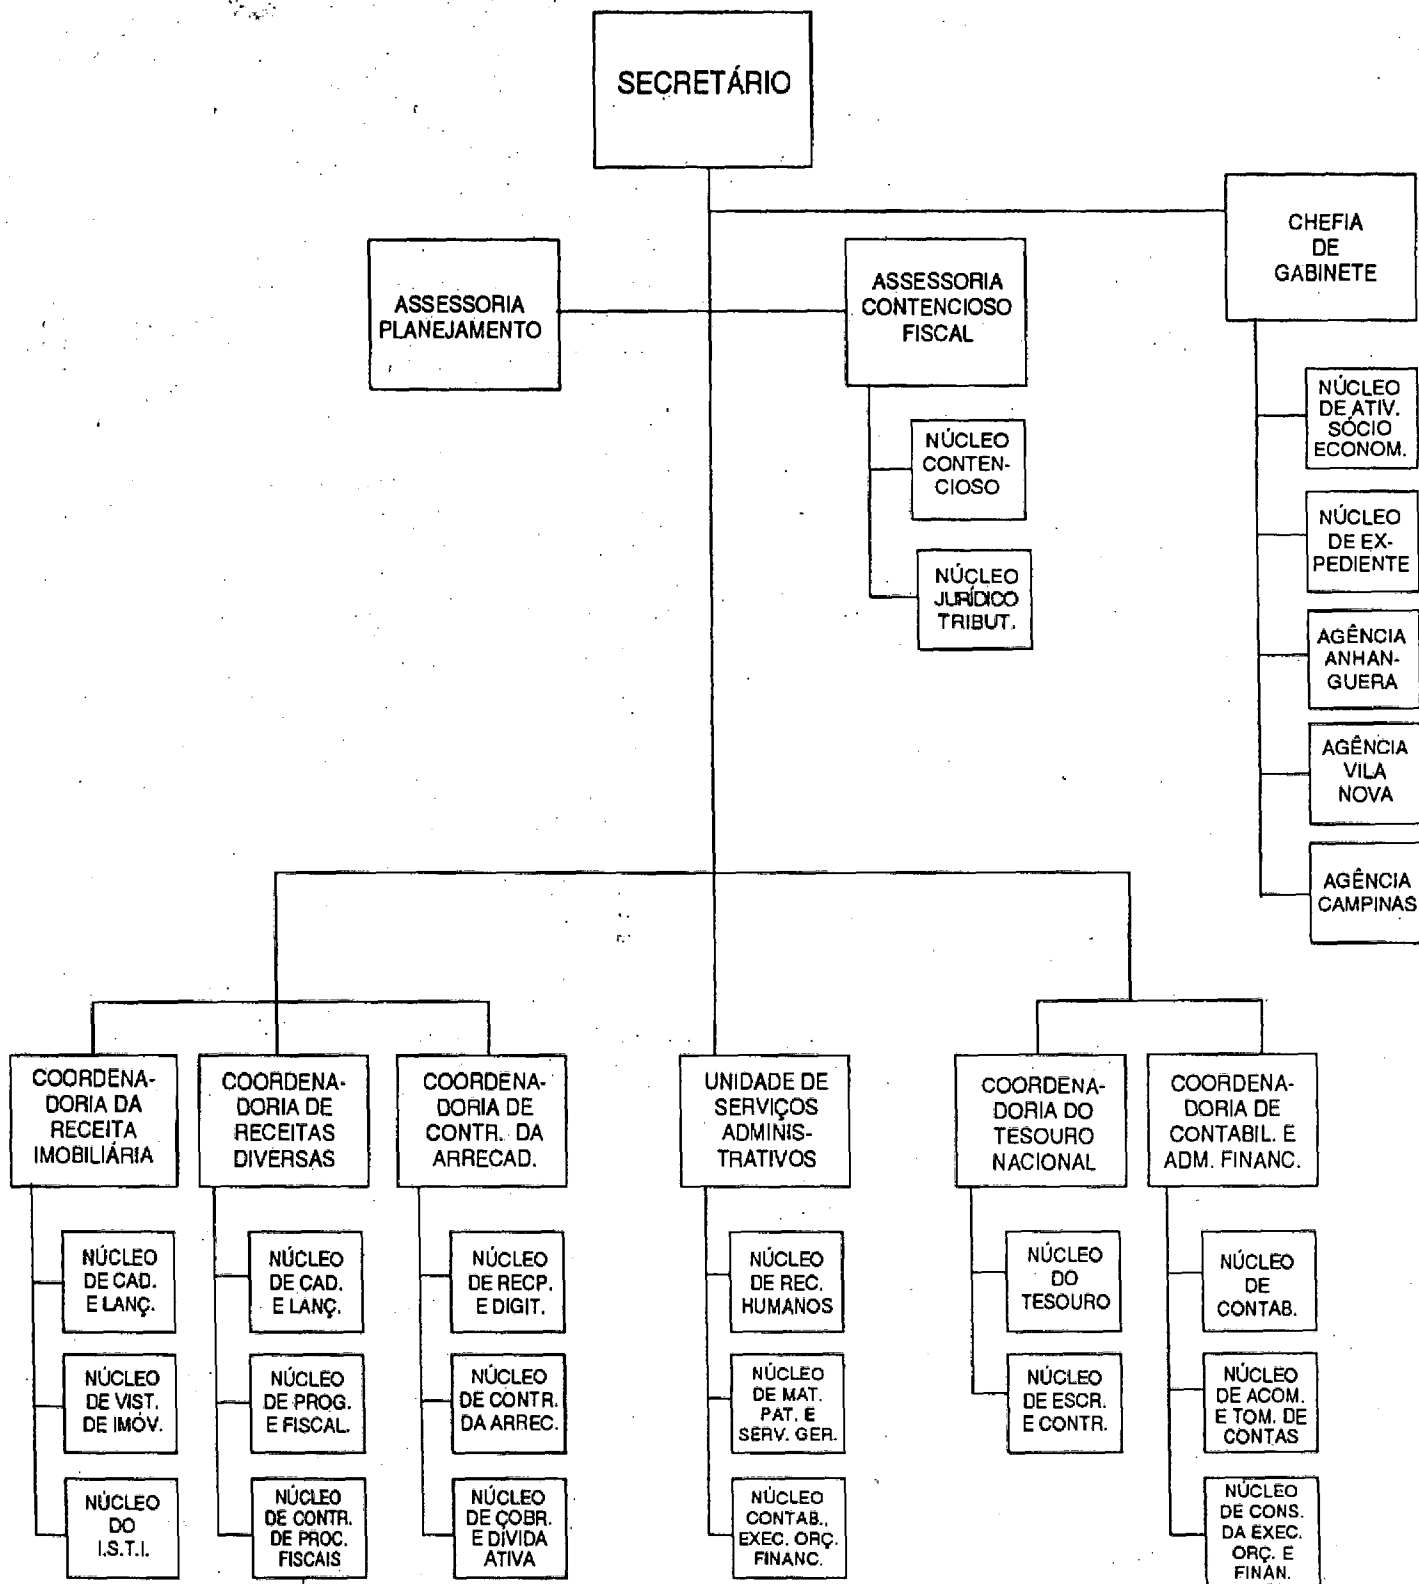 SECRETÁRIO
CHEFIA
DE
GABINETE
ASSESSORIA
PLANEJAMENTO
ASSESSORIA
CONTENCIOSO
FISCAL
NÚCLEO
CONTEN-
CIOSO
NÚCLEO
JURÍDICO
TRIBUT.
NÚCLEO
DE ATIV.
SÓCIO
ECONOM.
NÚCLEO
DE EX-
PEDIENTE
AGÊNCIA
ANHAN-
GUERA
AGÊNCIA
VILA
NOVA
AGÊNCIA
CAMPINAS
COORDENA-
DORIA DA
RECEITA
IMOBILIÁRIA
NÚCLEO
DE CAD.
E LANÇ.
NÚCLEO
DE VIST.
DE IMÓV.
NÚCLEO
DO
I.S.T.I.
COORDENA-
DORIA DE
RECEITAS
DIVERSAS
NÚCLEO
DE CAD.
E LANÇ.
NÚCLEO
DE PROG.
E FISCAL.
NÚCLEO
DE CONTR.
DE PROC.
FISCAIS
COORDENA-
DORIA DE
CONTR. DA
ARRECAD.
NÚCLEO
DE RECP.
E DIGIT.
NÚCLEO
DE CONTR.
DA ARREC.
NÚCLEO
DE COBR.
E DÍVIDA
ATIVA
UNIDADE DE
SERVIÇOS
ADMINIS-
TRATIVOS
NÚCLEO
DE REC.
HUMANOS
NÚCLEO
DE MAT.
PAT. E
SERV. GER.
NÚCLEO
CONTAB.,
EXEC. ORÇ.
FINANC.
COORDENA-
DORIA DO
TESOURO
NACIONAL
NÚCLEO
DO
TESOURO
NÚCLEO
DE ESCR.
E CONTR.
COORDENA-
DORIA DE
CONTABIL. E
ADM. FINANC.
NÚCLEO
DE
CONTAB.
NÚCLEO
DE ACOM.
E TOM. DE
CONTAS
NÚCLEO
DE CONS.
DA EXEC.
ORÇ. E
FINAN.